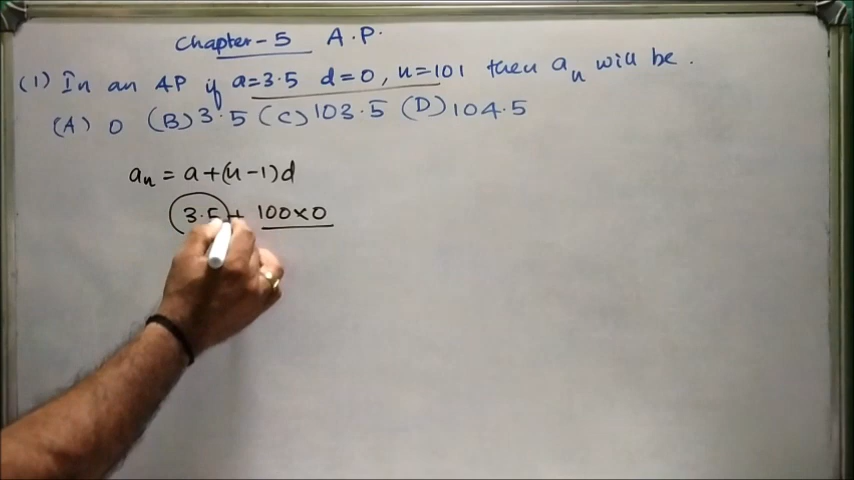 Chapter-5 A.P.
(1) In an AP if a=3.5 d=0, n=101 then an will be.
(A) 0 (B) 3.5 (C) 103.5 (D) 104.5
an = a+(n-1)d
3.5 + 100×0